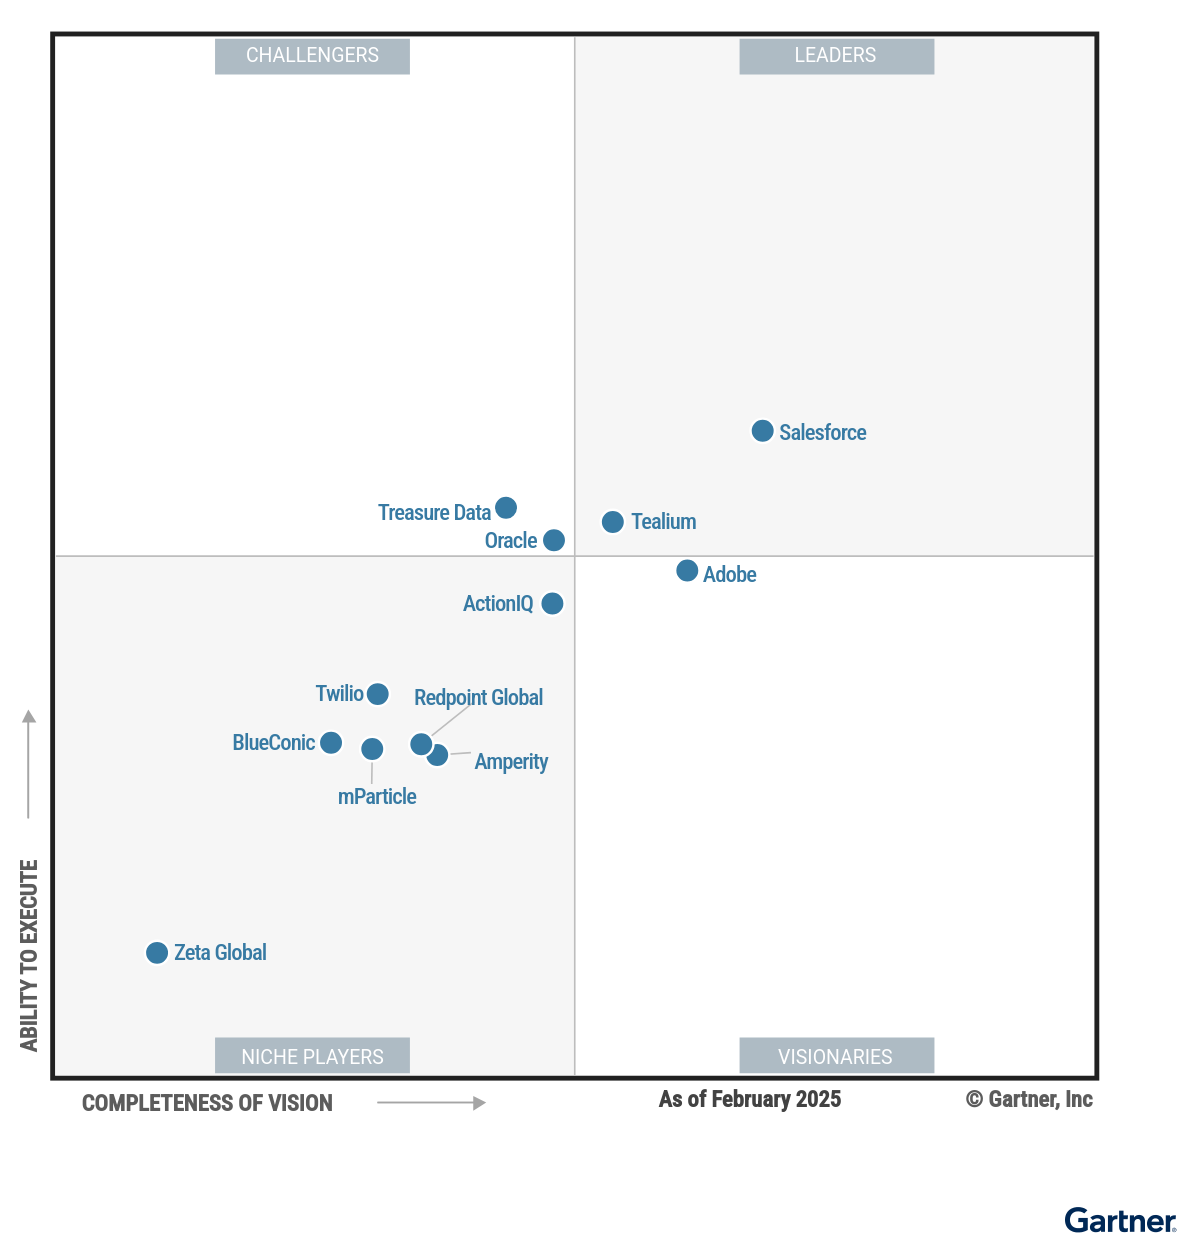 CHALLENGERS
LEADERS
Salesforce
Treasure Data
Tealium
Oracle
Adobe
ActionIQ
Twilio
Redpoint Global
BlueConic
Amperity
mParticle
Zeta Global
ABILITY TO EXECUTE
NICHE PLAYERS
VISIONARIES
COMPLETENESS OF VISION
As of February 2025
© Gartner, Inc
Gartner®